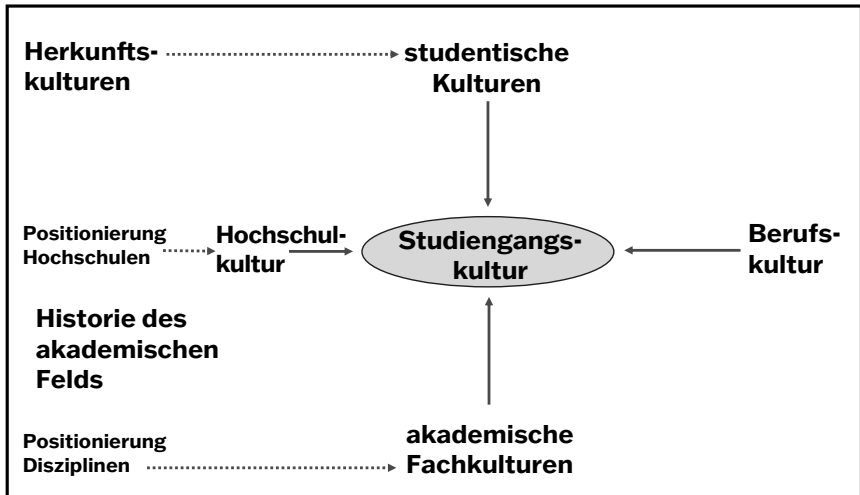 Herkunfts-
kulturen
studentische
Kulturen
Positionierung
Hochschulen
Hochschul-
kultur
Studiengangs-
kultur
Berufs-
kultur
Historie des
akademischen
Felds
Positionierung
Disziplinen
akademische
Fachkulturen